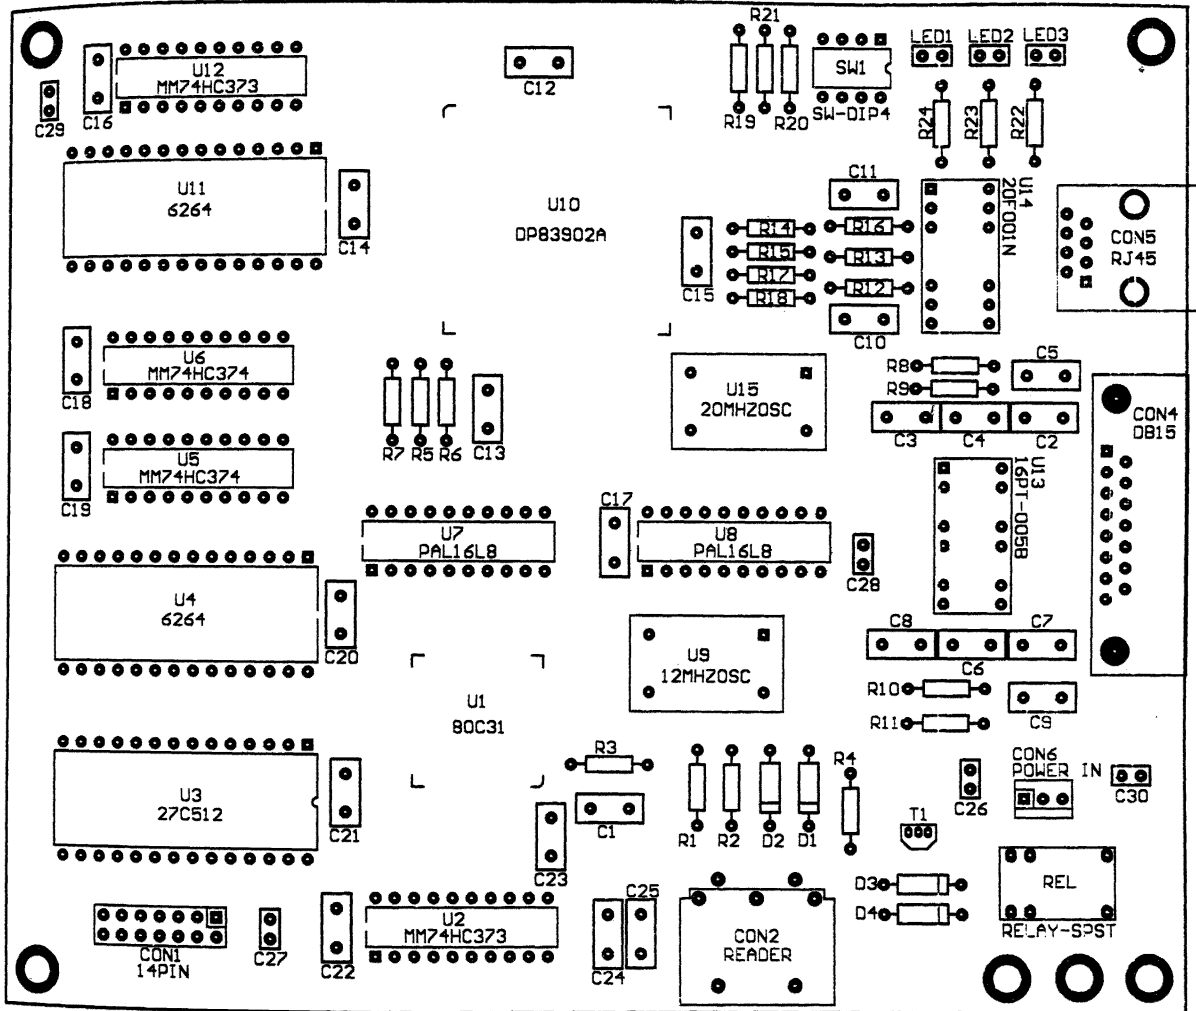 R21
LED1 LED2 LED3
U12
MM74HC373
C29
C16
C12
R19
R20
SW1
SW-DIP4
R24
R23
R22
U11
6264
C14
U10
DP83902A
C11
U14
20F001N
CON5
RJ45
R14
R15
R17
R18
R16
R13
R12
C15
C10
U6
MM74HC374
C18
U15
20MHZOSC
R8
R9
C5
C3
C4
C2
CON4
DB15
R7 R5 R6
C13
U5
MM74HC374
C19
U13
16PT-005B
C17
U7
PAL16L8
U8
PAL16L8
C28
U4
6264
C20
C8
C7
C6
U9
12MHZOSC
R10
R11
C9
U1
80C31
R3
C1
R4
CON6
POWER IN
C26
C30
U3
27C512
C21
C23
R1 R2 D2 D1
T1
D3
D4
REL
RELAY-SPST
C25
C24
CON2
READER
U2
MM74HC373
C22
C27
CON1
14PIN